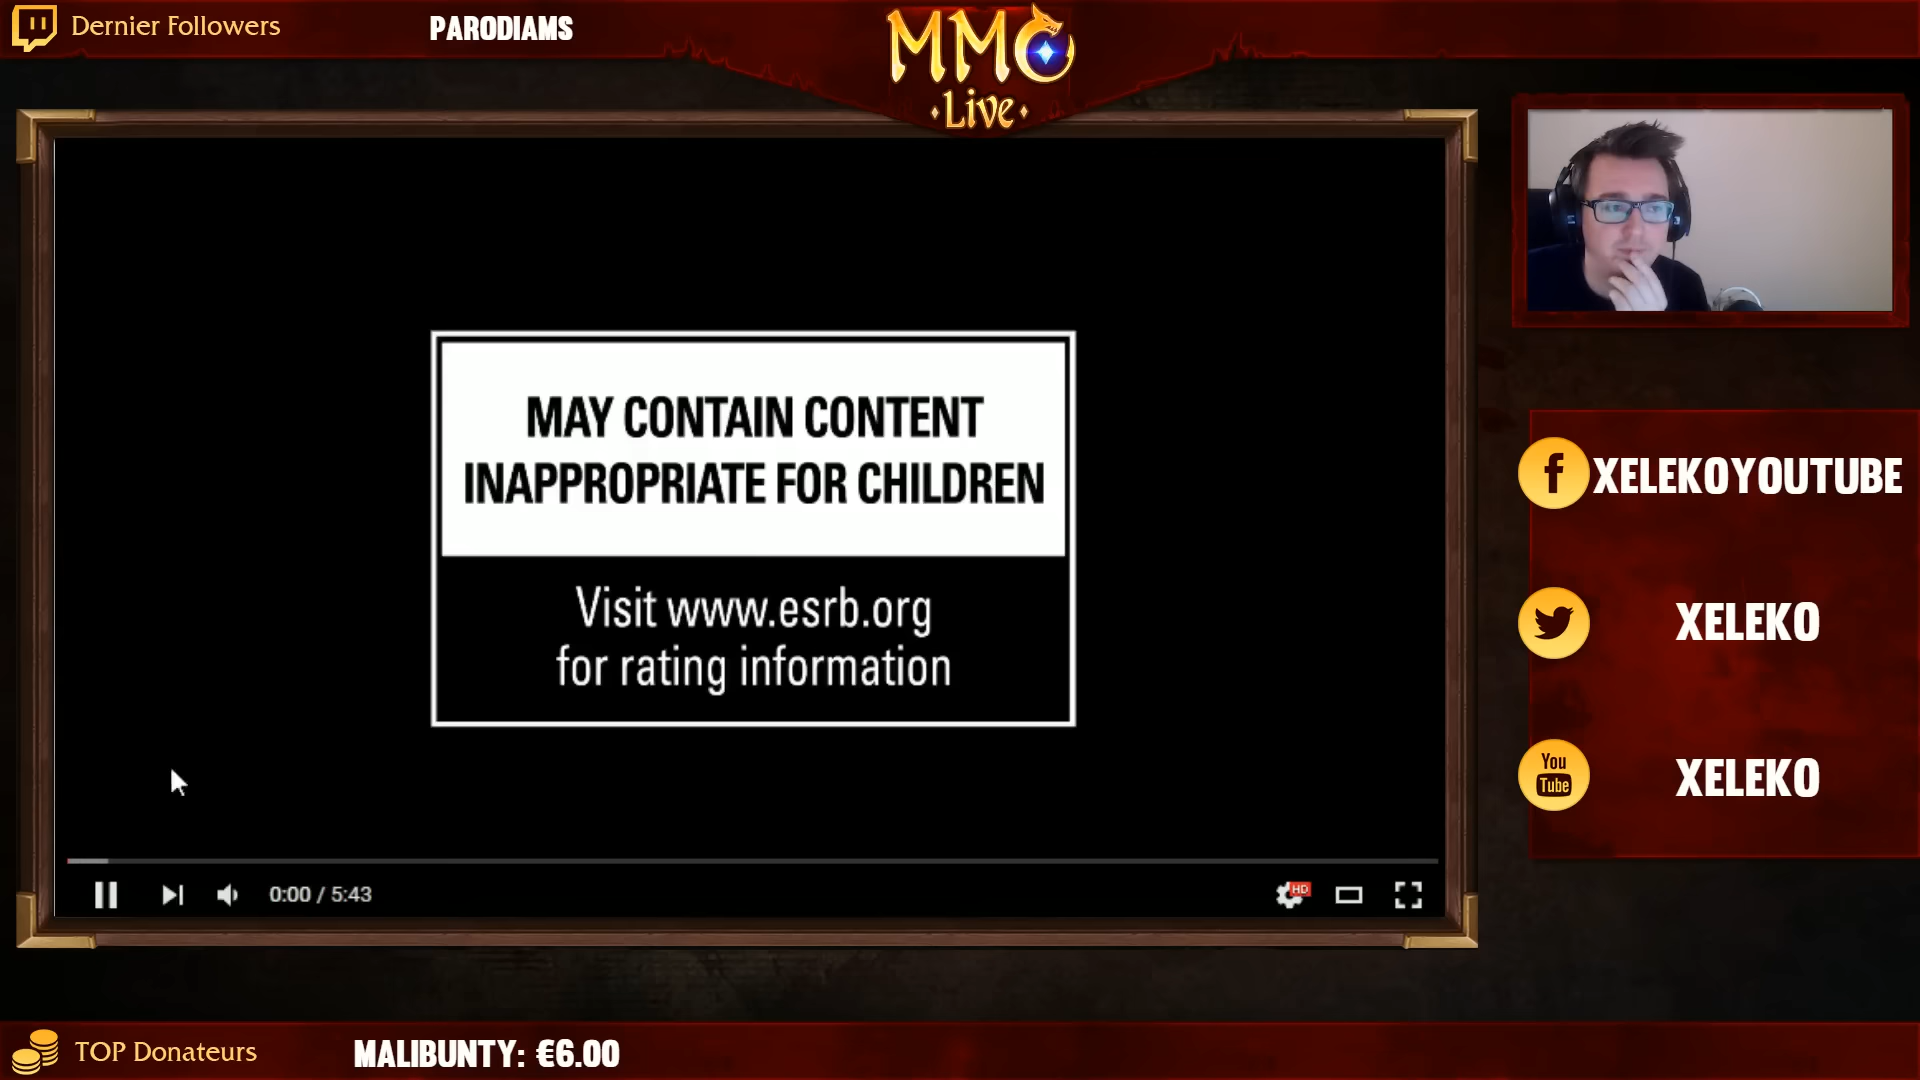 Dernier Followers
PARODIAMS
MMO
Live
MAY CONTAIN CONTENT
INAPPROPRIATE FOR CHILDREN
Visit www.esrb.org
for rating information
0:00 / 5:43
HD
XELEKOYOUTUBE
XELEKO
You
Tube
XELEKO
TOP Donateurs
MALIBUNTY: €6.00